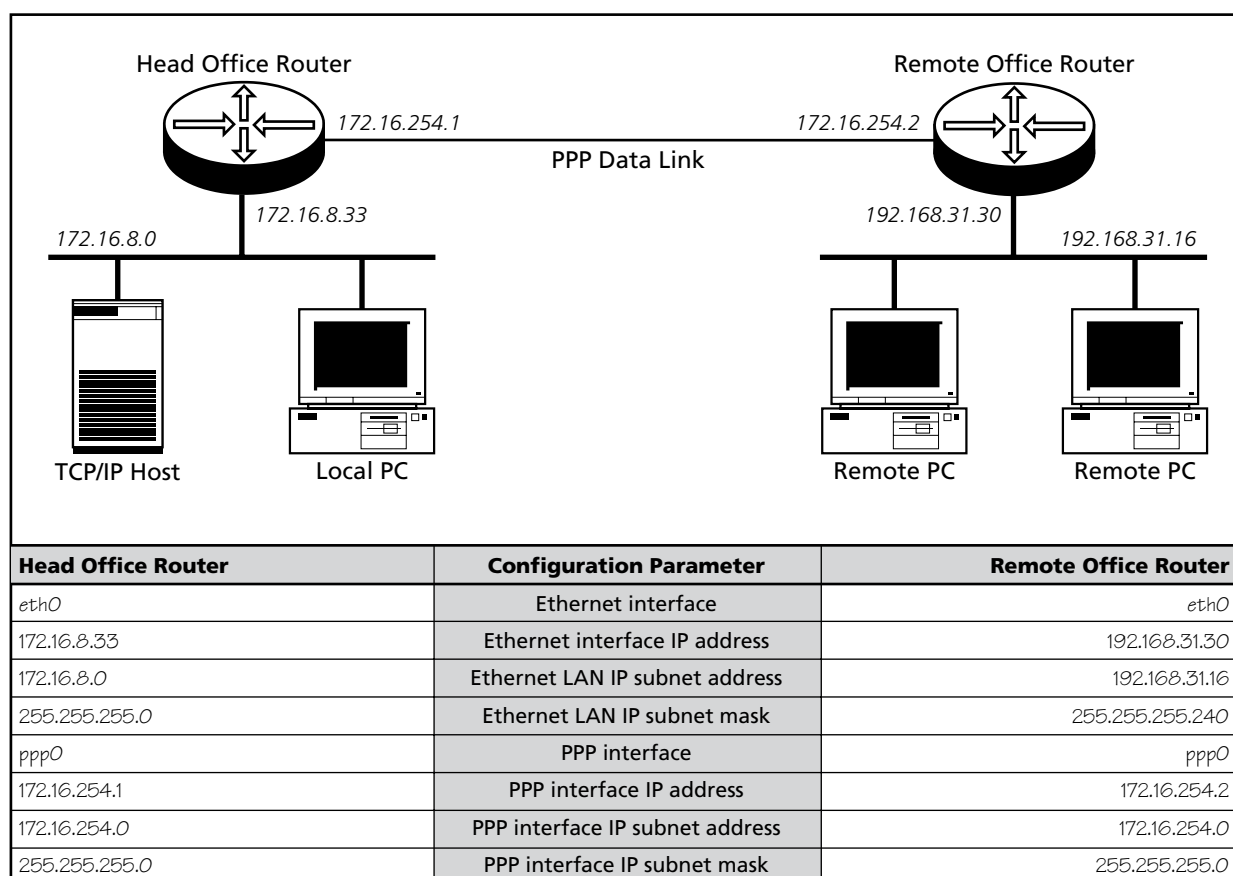 Head Office Router
Remote Office Router
172.16.254.1
172.16.254.2
PPP Data Link
172.16.8.33
192.168.31.30
172.16.8.0
192.168.31.16
TCP/IP Host
Local PC
Remote PC
Remote PC
Head Office Router Configuration Parameter Remote Office Router
eth0 Ethernet interface eth0
172.16.8.33 Ethernet interface IP address 192.168.31.30
172.16.8.0 Ethernet LAN IP subnet address 192.168.31.16
255.255.255.0 Ethernet LAN IP subnet mask 255.255.255.240
ppp0 PPP interface ppp0
172.16.254.1 PPP interface IP address 172.16.254.2
172.16.254.0 PPP interface IP subnet address 172.16.254.0
255.255.255.0 PPP interface IP subnet mask 255.255.255.0